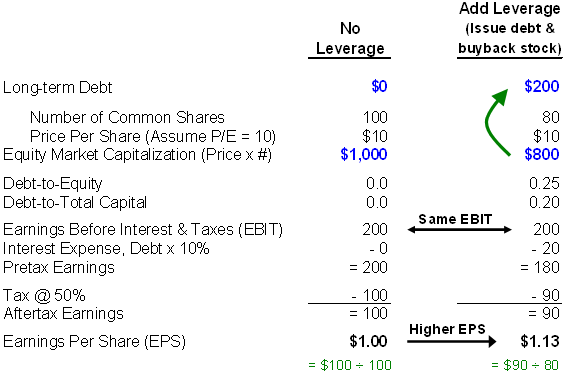 No Leverage
Add Leverage
(Issue debt & buyback stock)
Long-term Debt $0 $200
Number of Common Shares 100 80
Price Per Share (Assume P/E = 10) $10 $10
Equity Market Capitalization (Price x #) $1,000 $800
Debt-to-Equity 0.0 0.25
Debt-to-Total Capital 0.0 0.20
Earnings Before Interest & Taxes (EBIT) 200 Same EBIT 200
Interest Expense, Debt x 10% - 0 - 20
Pretax Earnings = 200 = 180
Tax @ 50% - 100 - 90
Aftertax Earnings = 100 = 90
Earnings Per Share (EPS) $1.00 Higher EPS $1.13
= $100 ÷ 100 = $90 ÷ 80